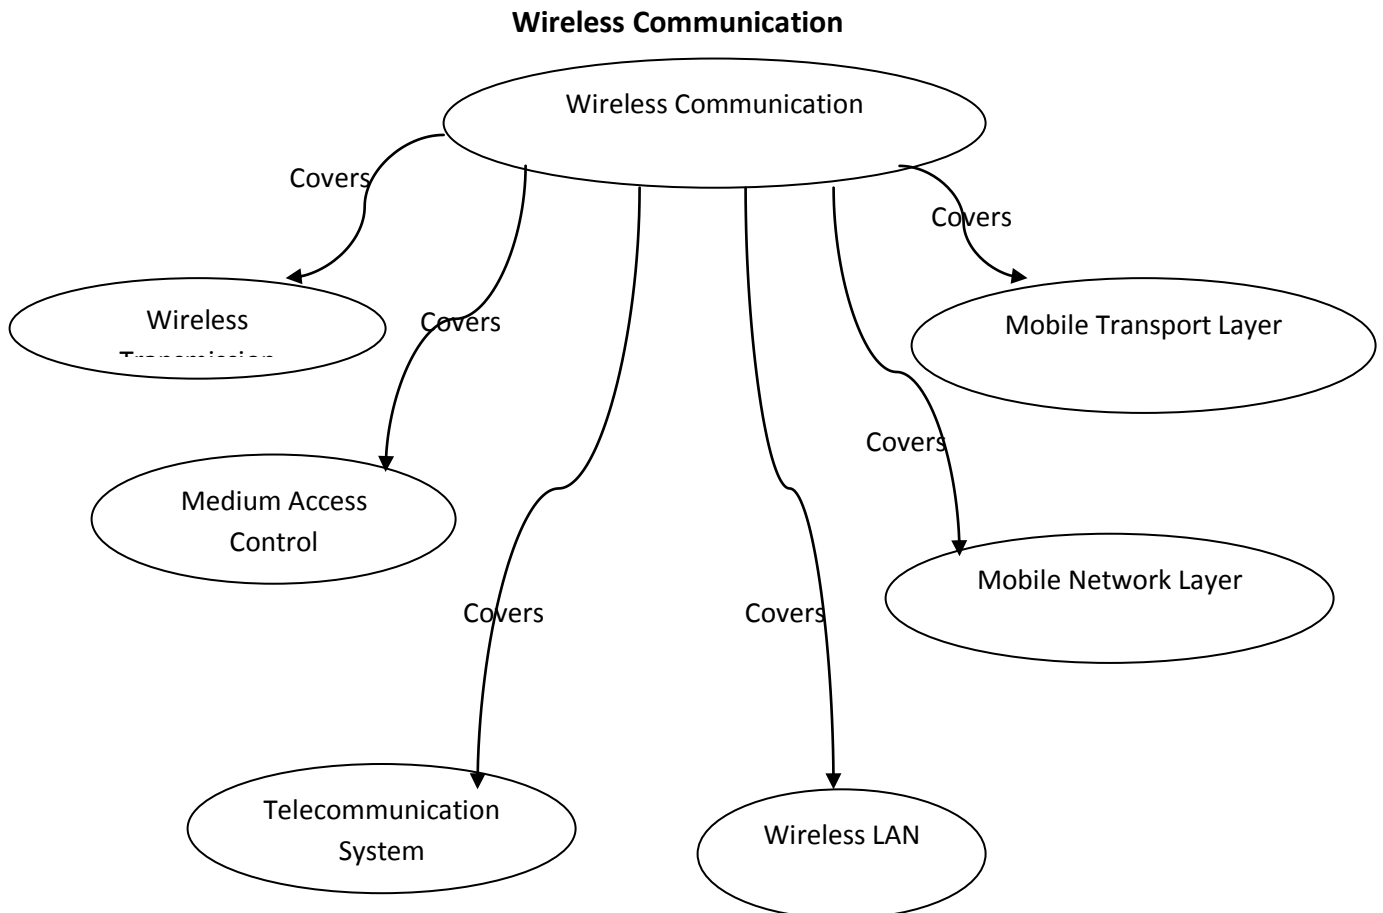 Wireless Communication
Wireless Communication
Covers
Covers
Wireless
Mobile Transport Layer
Covers
Covers
Medium Access
Control
Mobile Network Layer
Covers
Covers
Telecommunication
System
Wireless LAN